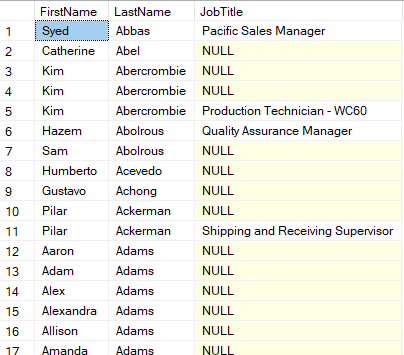 FirstName LastName JobTitle
1 Syed Abbas Pacific Sales Manager
2 Catherine Abel NULL
3 Kim Abercrombie NULL
4 Kim Abercrombie NULL
5 Kim Abercrombie Production Technician - WC60
6 Hazem Abolrous Quality Assurance Manager
7 Sam Abolrous NULL
8 Humberto Acevedo NULL
9 Gustavo Achong NULL
10 Pilar Ackerman NULL
11 Pilar Ackerman Shipping and Receiving Supervisor
12 Aaron Adams NULL
13 Adam Adams NULL
14 Alex Adams NULL
15 Alexandra Adams NULL
16 Allison Adams NULL
17 Amanda Adams NULL